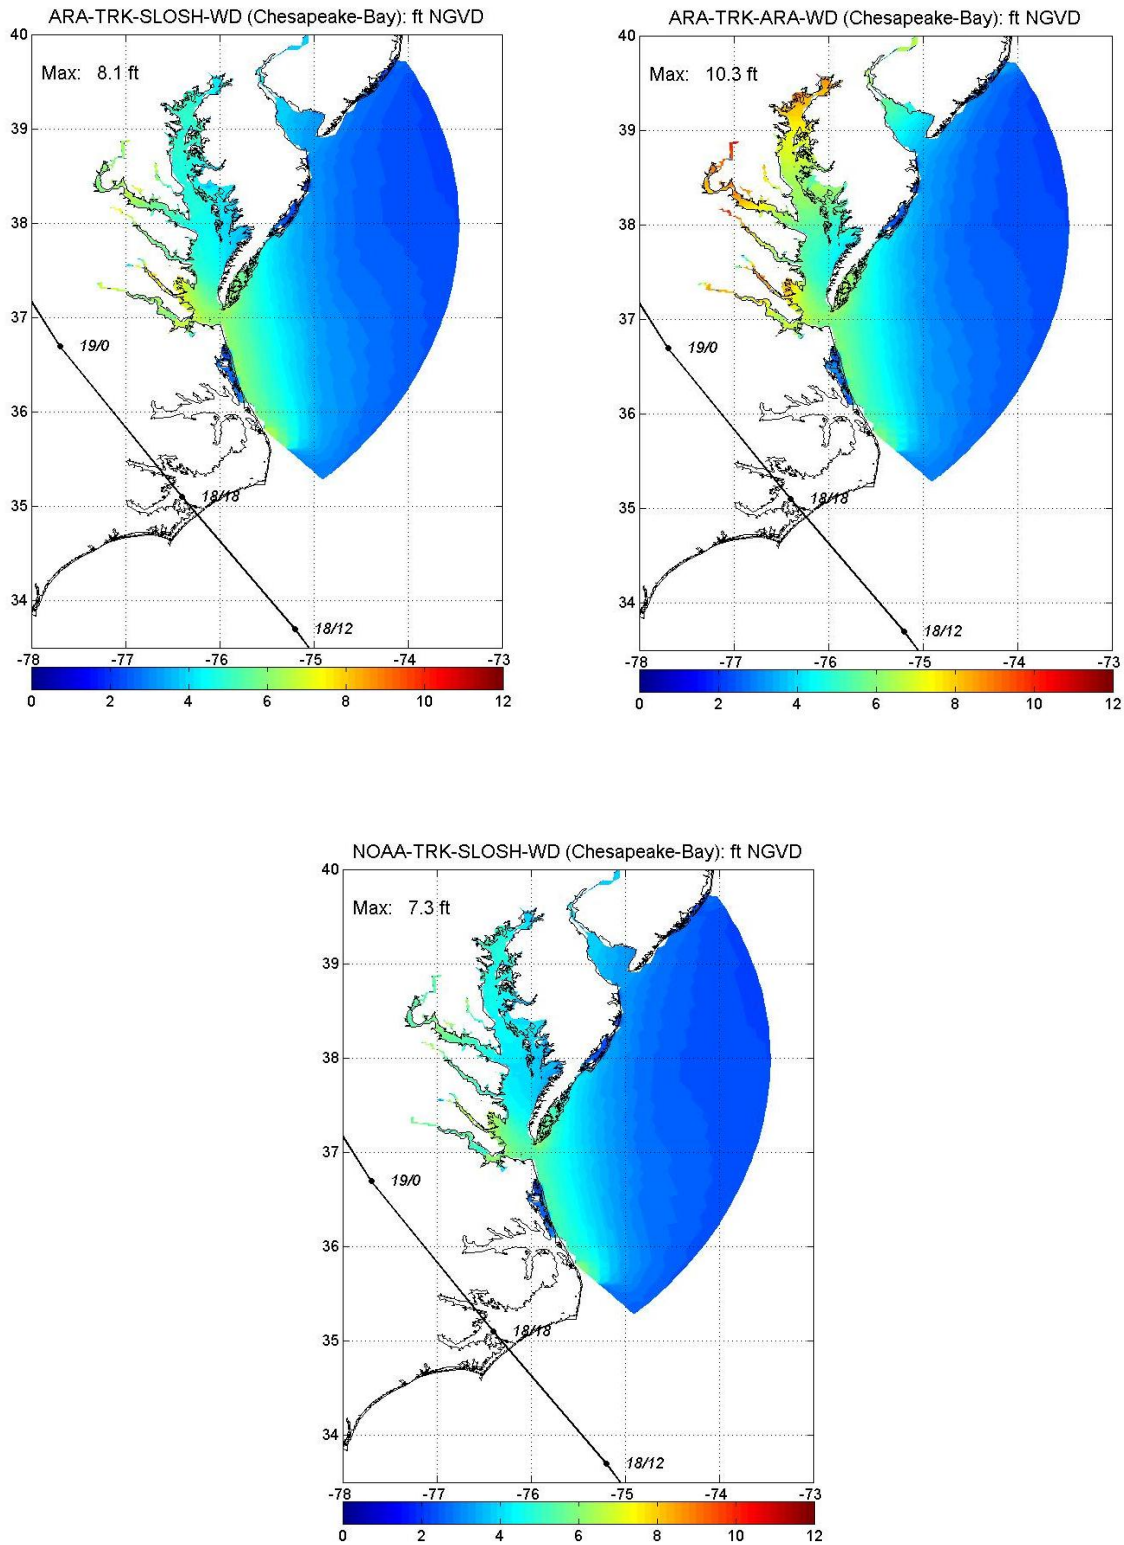 ARA-TRK-SLOSH-WD (Chesapeake-Bay): ft NGVD
Max: 8.1 ft
40
39
38
37
36
35
34
19/0
18/18
18/12
-78 -77 -76 -75 -74 -73
0 2 4 6 8 10 12
ARA-TRK-ARA-WD (Chesapeake-Bay): ft NGVD
Max: 10.3 ft
40
39
38
37
36
35
34
19/0
18/18
18/12
-78 -77 -76 -75 -74 -73
0 2 4 6 8 10 12
NOAA-TRK-SLOSH-WD (Chesapeake-Bay): ft NGVD
Max: 7.3 ft
40
39
38
37
36
35
34
19/0
18/18
18/12
-78 -77 -76 -75 -74 -73
0 2 4 6 8 10 12